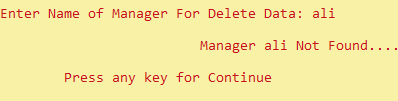 Enter Name of Manager For Delete Data: ali
Manager ali Not Found....
Press any key for Continue